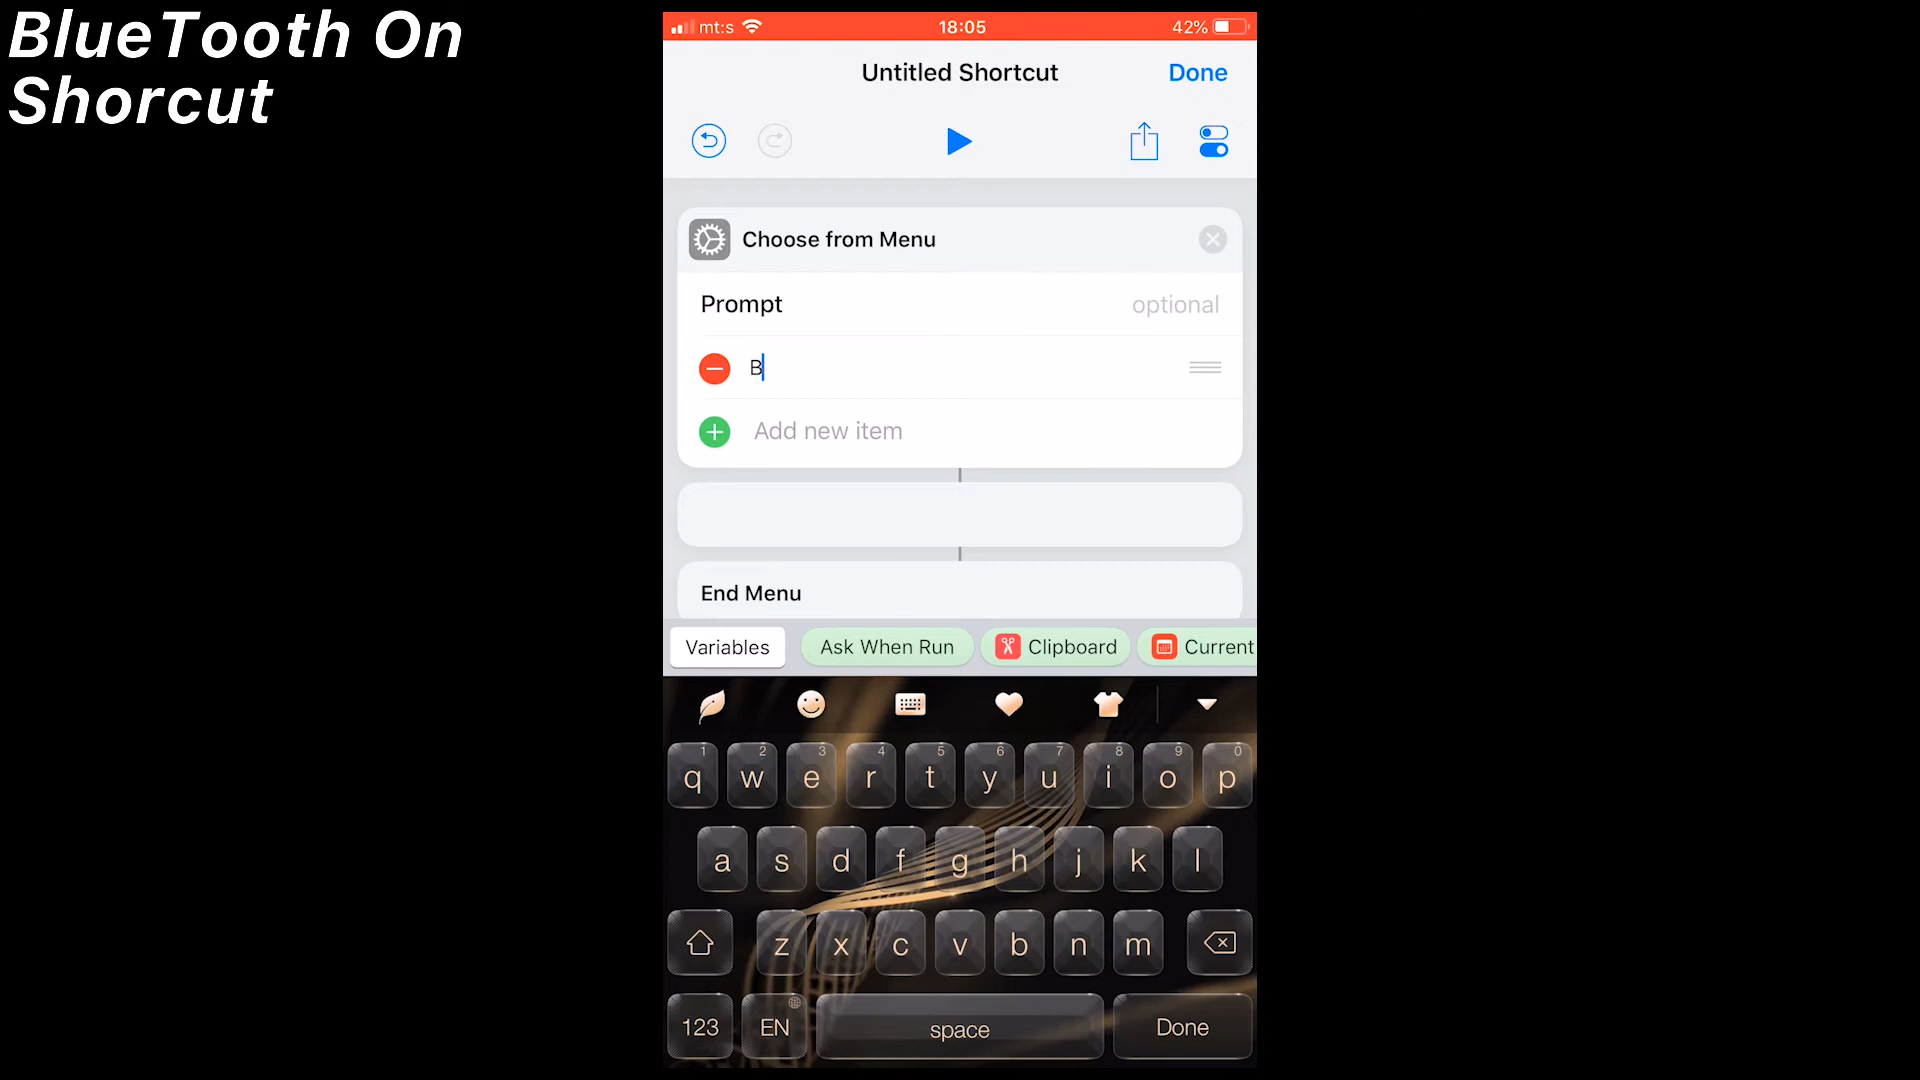 BlueTooth On
Shorcut
mt:s 18:05 42%
Untitled Shortcut Done
Choose from Menu
Prompt optional
B
Add new item
End Menu
Variables Ask When Run Clipboard Current
1 2 3 4 5 6 7 8 9 0
q w e r t y u i o p
a s d f g h j k l
z x c v b n m
123 EN space Done